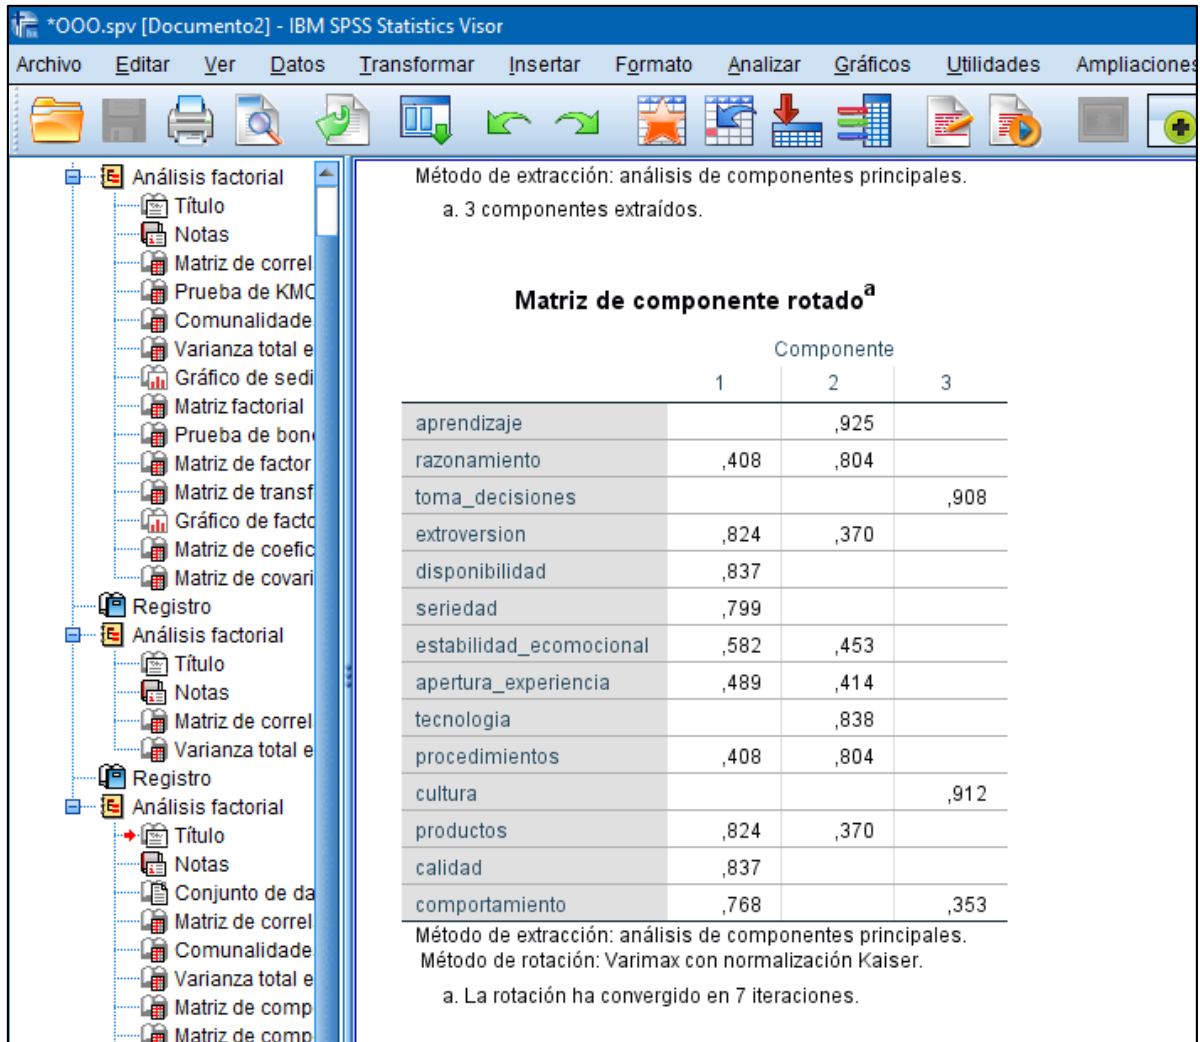 *OOO.spv [Documento2] - IBM SPSS Statistics Visor
Archivo Editar Ver Datos Transformar Insertar Formato Analizar Gráficos Utilidades Ampliaciones
Análisis factorial
Título
Notas
Matriz de correl
Prueba de KMO
Comunalidade
Varianza total e
Gráfico de sedi
Matriz factorial
Prueba de bon
Matriz de factor
Matriz de transf
Gráfico de facto
Matriz de coefic
Matriz de covari
Registro
Análisis factorial
Título
Notas
Matriz de correl
Varianza total e
Registro
Análisis factorial
Título
Notas
Conjunto de da
Matriz de correl
Comunalidade
Varianza total e
Matriz de comp
Matriz de comp
Método de extracción: análisis de componentes principales.
a. 3 componentes extraídos.
Matriz de componente rotadoa
Componente
1 2 3
aprendizaje ,925
razonamiento ,408 ,804
toma_decisiones ,908
extroversion ,824 ,370
disponibilidad ,837
seriedad ,799
estabilidad_ecomocional ,582 ,453
apertura_experiencia ,489 ,414
tecnologia ,838
procedimientos ,408 ,804
cultura ,912
productos ,824 ,370
calidad ,837
comportamiento ,768 ,353
Método de extracción: análisis de componentes principales.
Método de rotación: Varimax con normalización Kaiser.
a. La rotación ha convergido en 7 iteraciones.